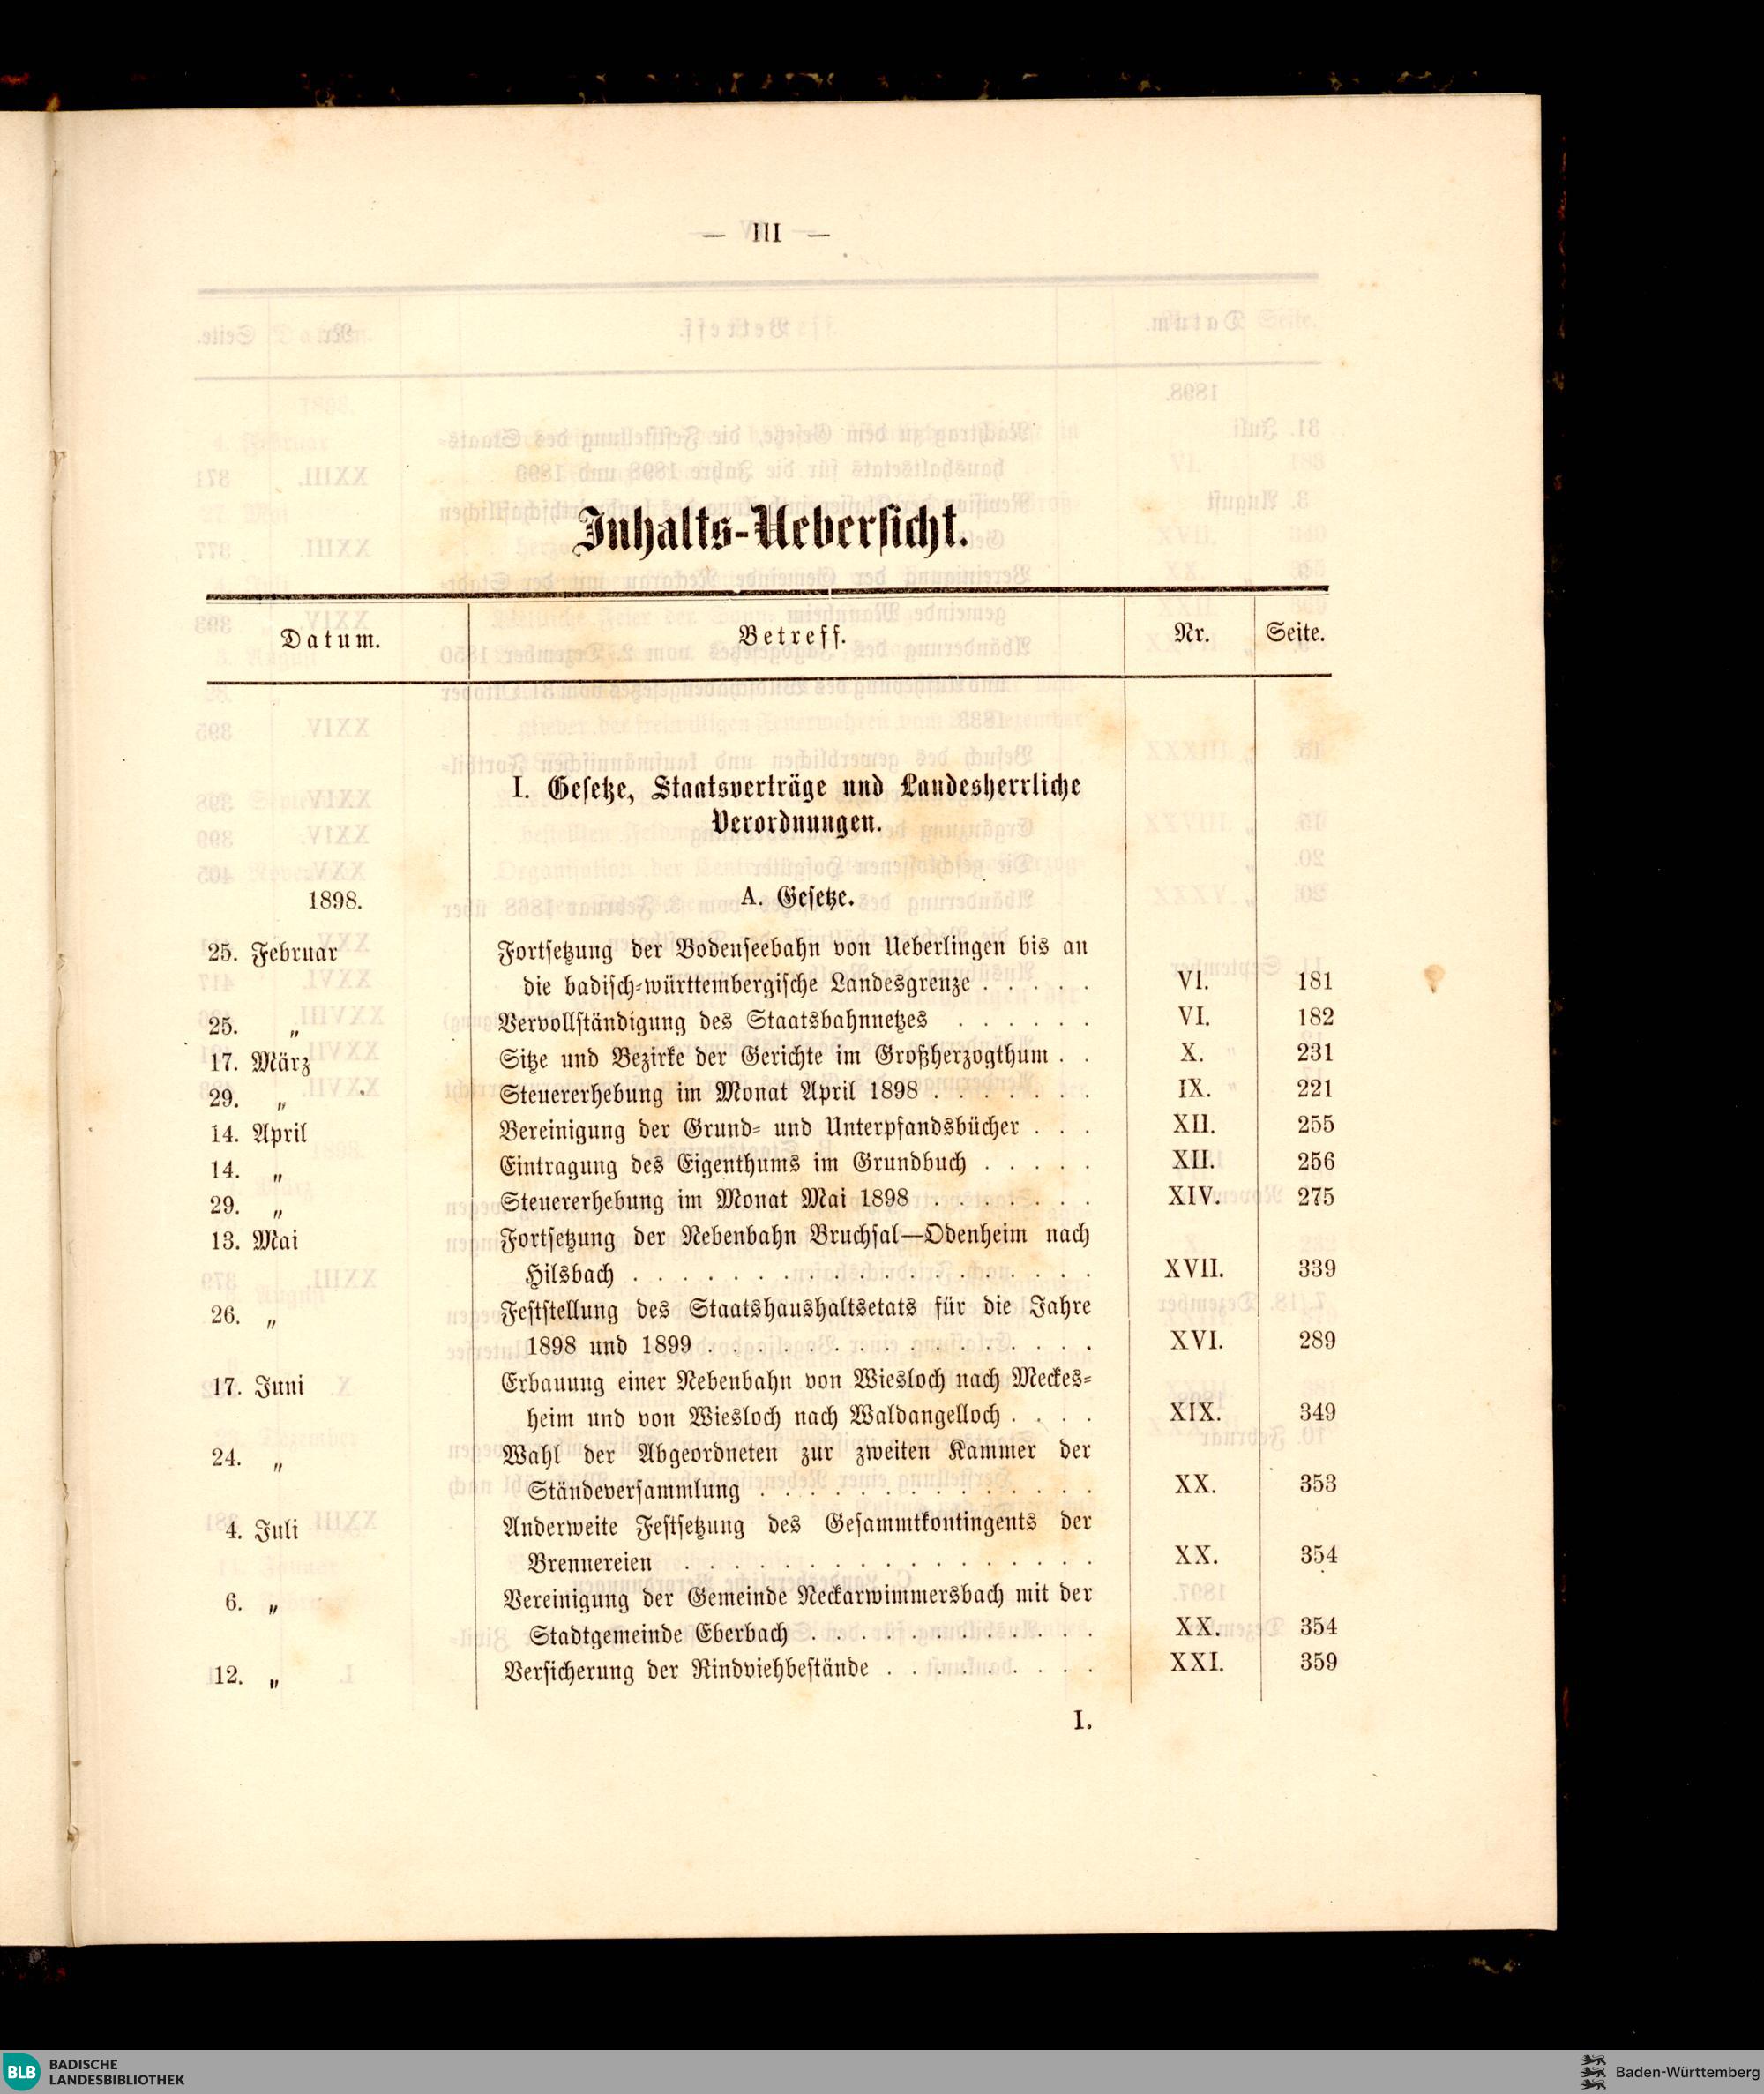 — III —
Inhalts-Uebersicht.
Datum. Betreff. Nr. Seite.
I. Gesetze, Staatsverträge und Landesherrliche
Verordnungen.
1898. A. Gesetze.
25. Februar Fortsetzung der Bodenseebahn von Ueberlingen bis an
die badisch-württembergische Landesgrenze . . . . . VI. 181
25. „ Vervollständigung des Staatsbahnnetzes . . . . . . VI. 182
17. März Sitze und Bezirke der Gerichte im Großherzogthum . . X. 231
29. „ Steuererhebung im Monat April 1898 . . . . . . . IX. 221
14. April Bereinigung der Grund- und Unterpfandsbücher . . . XII. 255
14. „ Eintragung des Eigenthums im Grundbuch . . . . . XII. 256
29. „ Steuererhebung im Monat Mai 1898 . . . . . . . XIV. 275
13. Mai Fortsetzung der Nebenbahn Bruchsal—Odenheim nach
Hilsbach . . . . . . . . . . . . . . . . . . . XVII. 339
26. „ Feststellung des Staatshaushaltsetats für die Jahre
1898 und 1899 . . . . . . . . . . . . . . . . XVI. 289
17. Juni Erbauung einer Nebenbahn von Wiesloch nach Meckes-
heim und von Wiesloch nach Waldangelloch . . . . XIX. 349
24. „ Wahl der Abgeordneten zur zweiten Kammer der
Ständeversammlung . . . . . . . . . . . . . . XX. 353
4. Juli Anderweite Festsetzung des Gesammtkontingents der
Brennereien . . . . . . . . . . . . . . . . . XX. 354
6. „ Vereinigung der Gemeinde Neckarwimmersbach mit der
Stadtgemeinde Eberbach . . . . . . . . . . . . XX. 354
12. „ Versicherung der Rindviehbestände . . . . . . . . . XXI. 359
I.
BLB BADISCHE
LANDESBIBLIOTHEK
Baden-Württemberg